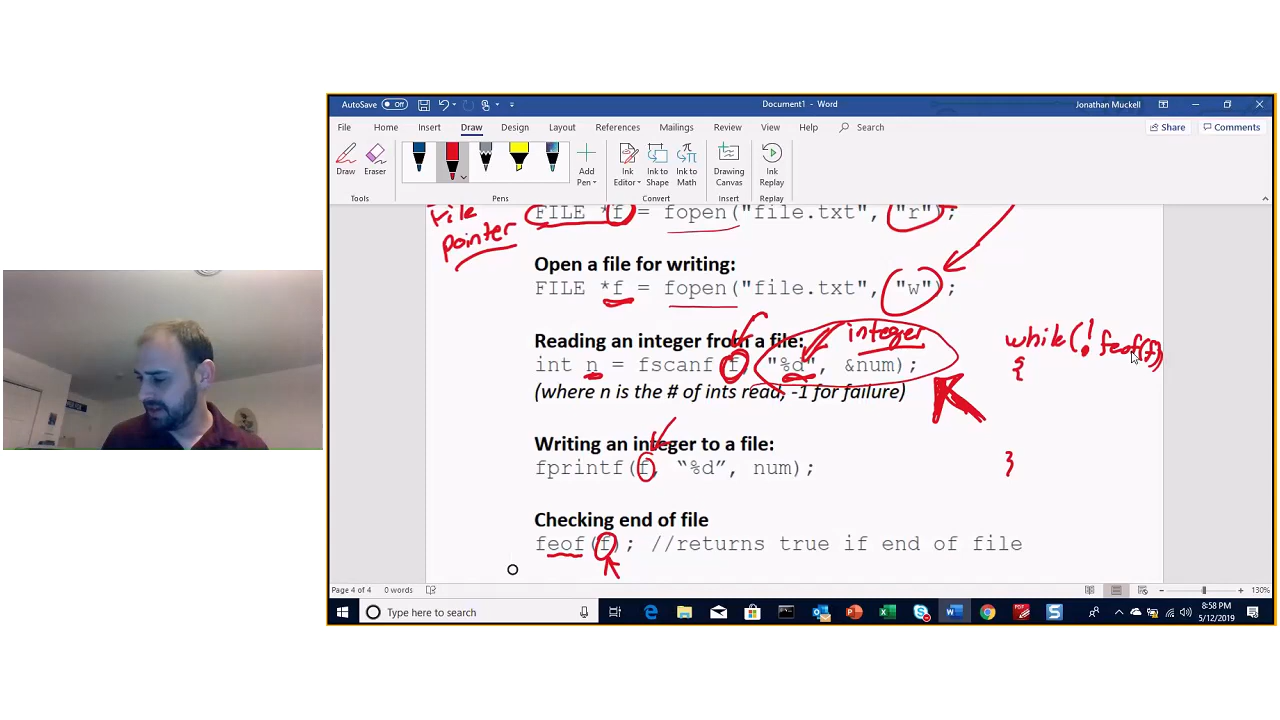 AutoSave Off Document1 - Word Jonathan Muckell
File Home Insert Draw Design Layout References Mailings Review View Help Search Share Comments
Draw Eraser Add Pen Ink Editor Ink to Shape Ink to Math Drawing Canvas Ink Replay
Tools Pens Convert Insert Replay
File pointer
FILE *f = fopen("file.txt", "r");
Open a file for writing:
FILE *f = fopen("file.txt", "w");
integer
Reading an integer from a file:
int n = fscanf(f, "%d", &num);
(where n is the # of ints read, -1 for failure)
while(!feof(f))
{
}
Writing an integer to a file:
fprintf(f, “%d”, num);
Checking end of file
feof(f); //returns true if end of file
Page 4 of 4 0 words 130%
Type here to search
8:58 PM
5/12/2019